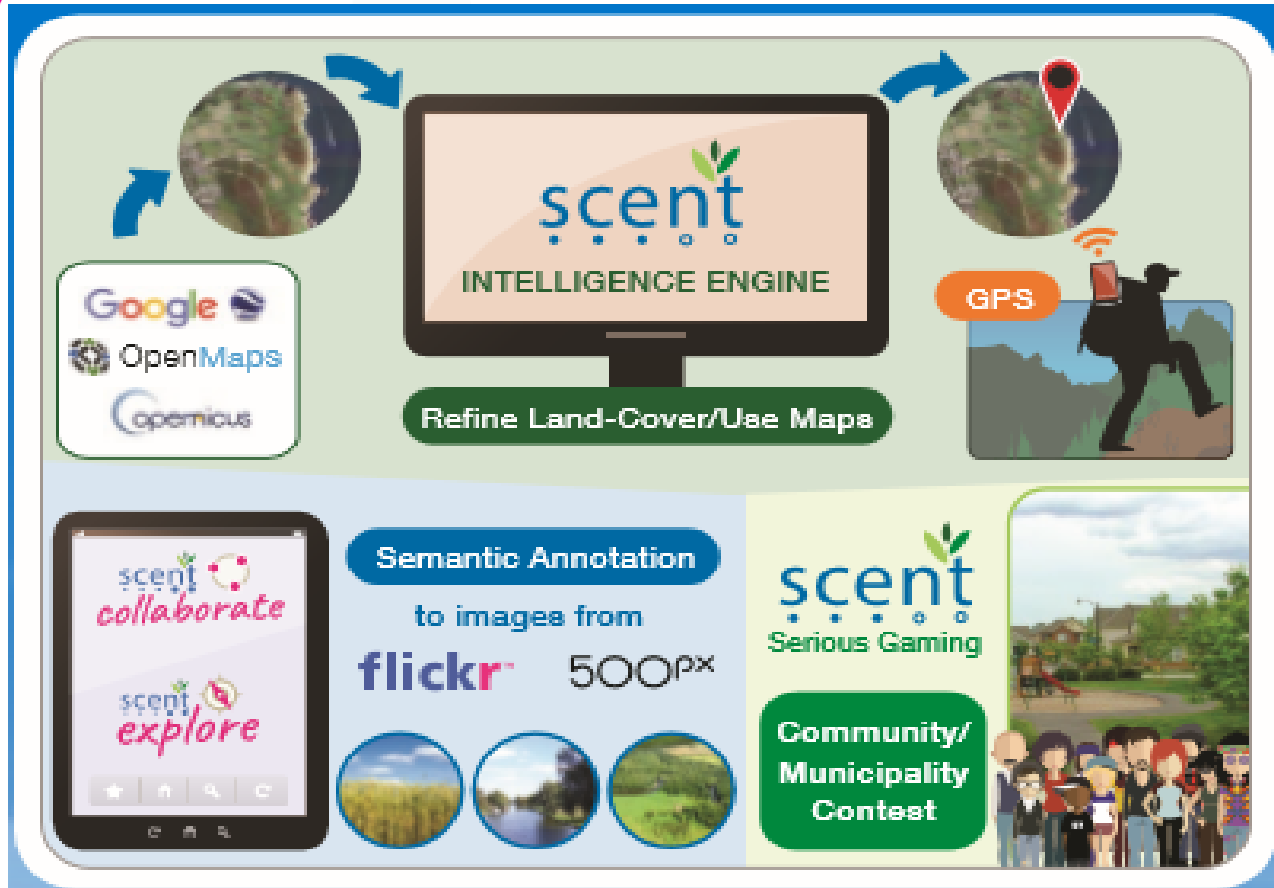 scent
INTELLIGENCE ENGINE
Google
OpenMaps
Copernicus
GPS
Refine Land-Cover/Use Maps
scent
collaborate
scent
explore
Semantic Annotation
to images from
flickr™ 500px
scent
Serious Gaming
Community/
Municipality
Contest